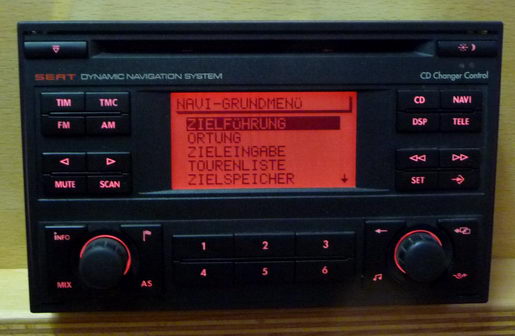 SEAT DYNAMIC NAVIGATION SYSTEM
CD Changer Control
TIM
TMC
FM
AM
MUTE
SCAN
NAVI-GRUNDMENÜ
ZIELFÜHRUNG
ORTUNG
ZIELEINGABE
TOURENLISTE
ZIELSPEICHER
CD
NAVI
DSP
TELE
SET
INFO
MIX
AS
1
2
3
4
5
6